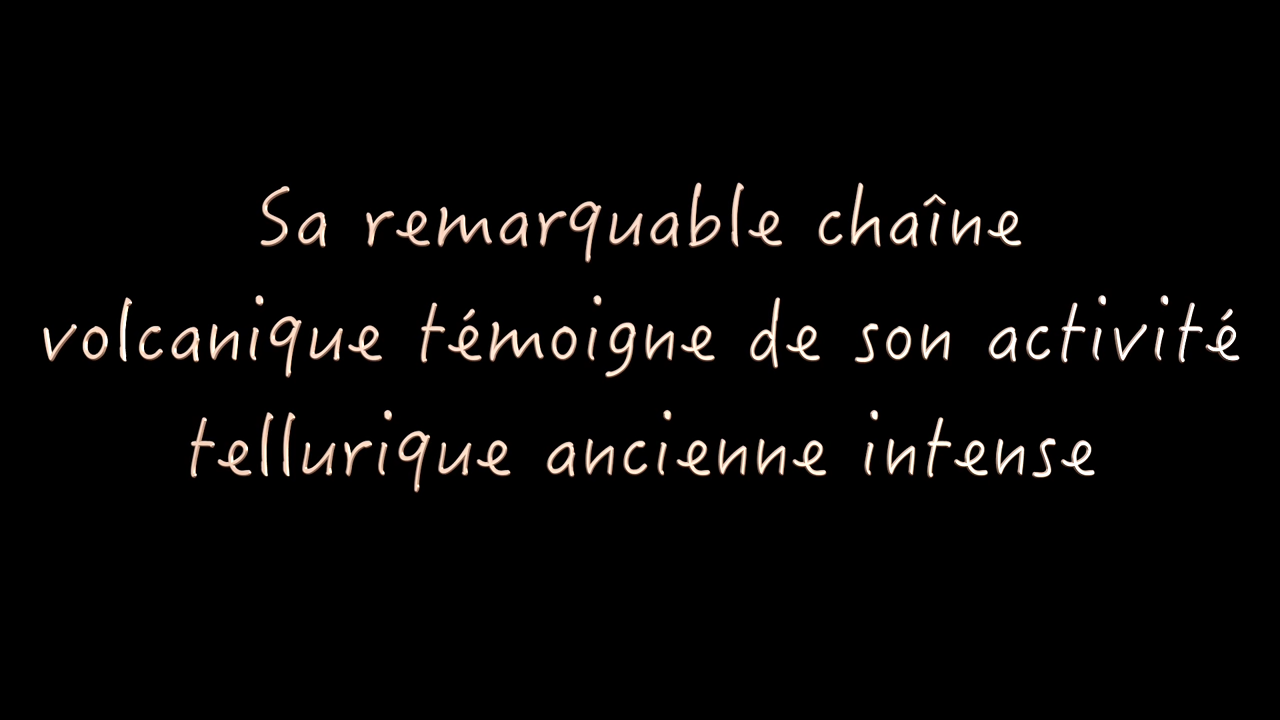 Sa remarquable chaîne
volcanique témoigne de son activité
tellurique ancienne intense